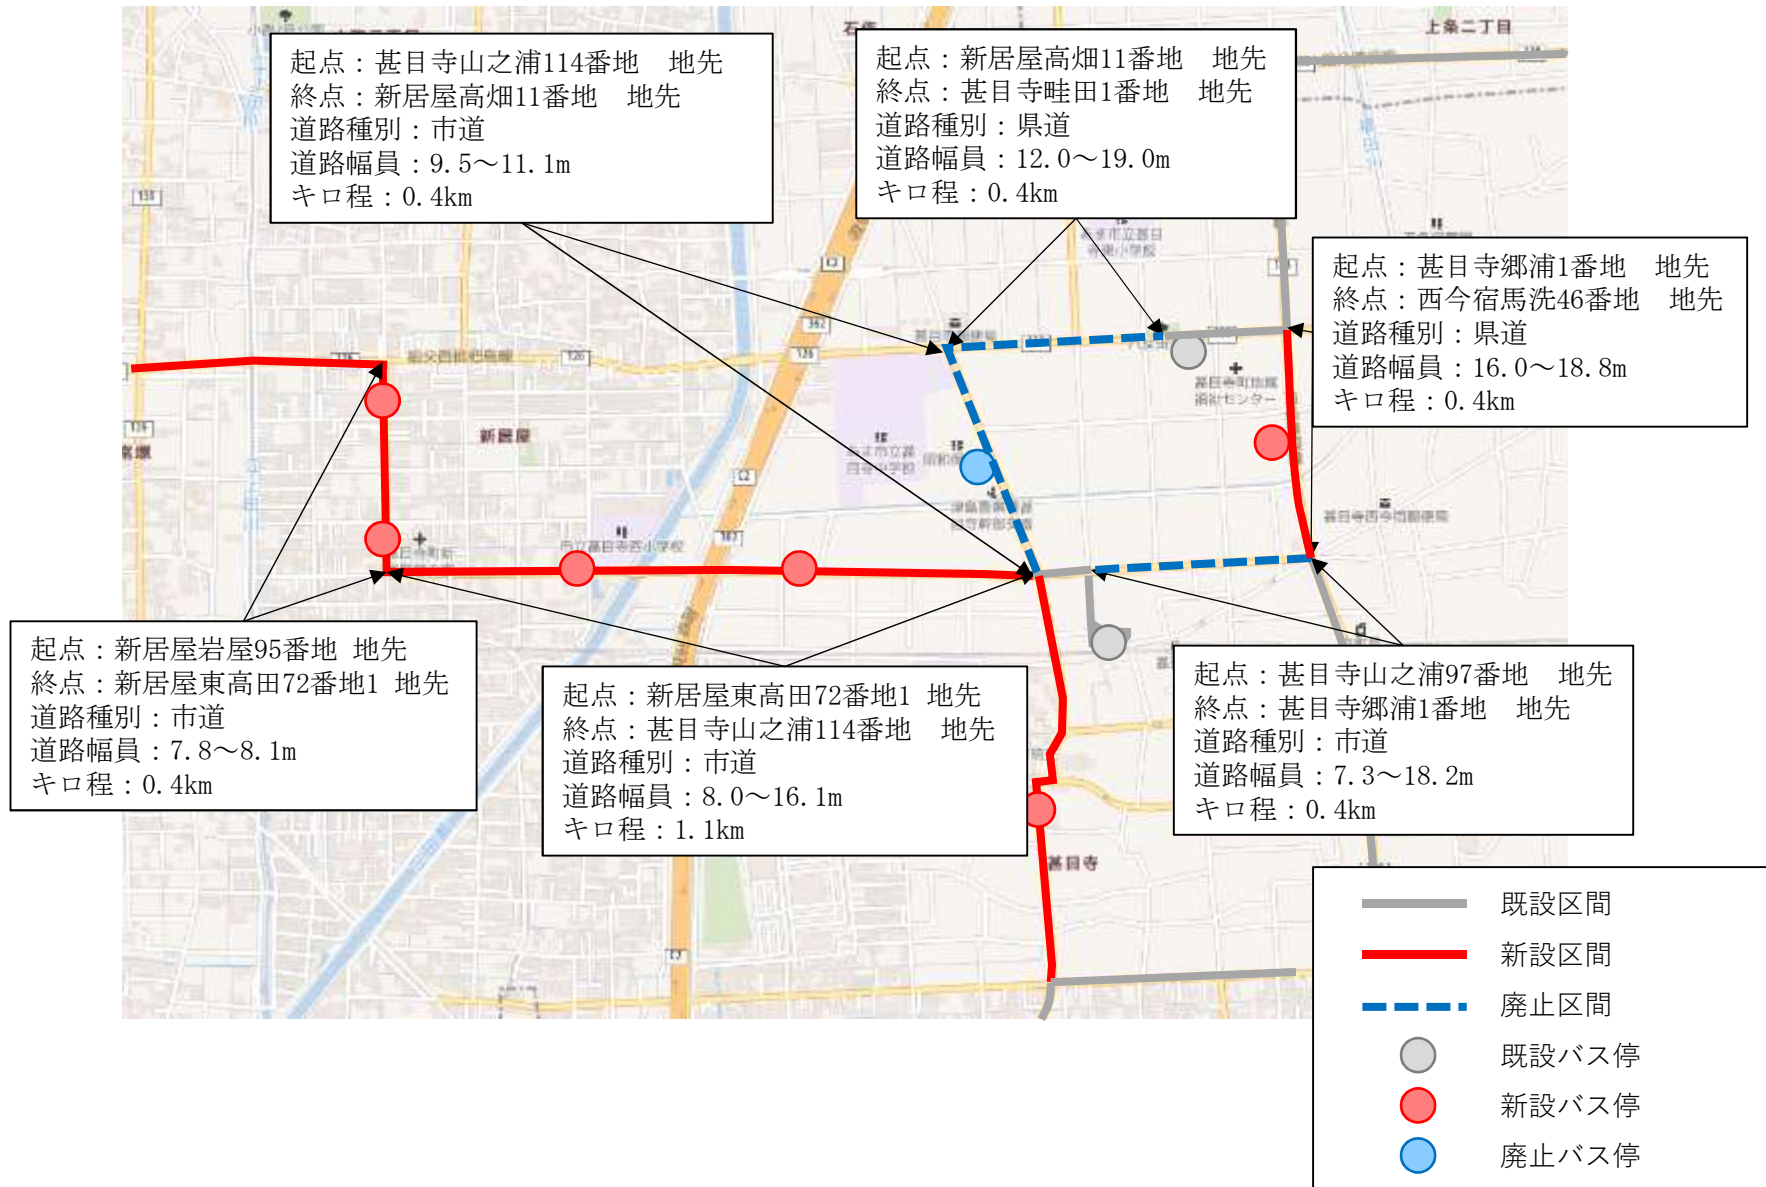 上条二丁目
起点：甚目寺山之浦114番地　地先
終点：新居屋高畑11番地　地先
道路種別：市道
道路幅員：9.5～11.1m
キロ程：0.4km
起点：新居屋高畑11番地　地先
終点：甚目寺畦田1番地　地先
道路種別：県道
道路幅員：12.0～19.0m
キロ程：0.4km
起点：甚目寺郷浦1番地　地先
終点：西今宿馬洗46番地　地先
道路種別：県道
道路幅員：16.0～18.8m
キロ程：0.4km
新居屋
起点：新居屋岩屋95番地 地先
終点：新居屋東高田72番地1 地先
道路種別：市道
道路幅員：7.8～8.1m
キロ程：0.4km
起点：新居屋東高田72番地1 地先
終点：甚目寺山之浦114番地　地先
道路種別：市道
道路幅員：8.0～16.1m
キロ程：1.1km
起点：甚目寺山之浦97番地　地先
終点：甚目寺郷浦1番地　地先
道路種別：市道
道路幅員：7.3～18.2m
キロ程：0.4km
甚目寺
既設区間
新設区間
廃止区間
既設バス停
新設バス停
廃止バス停